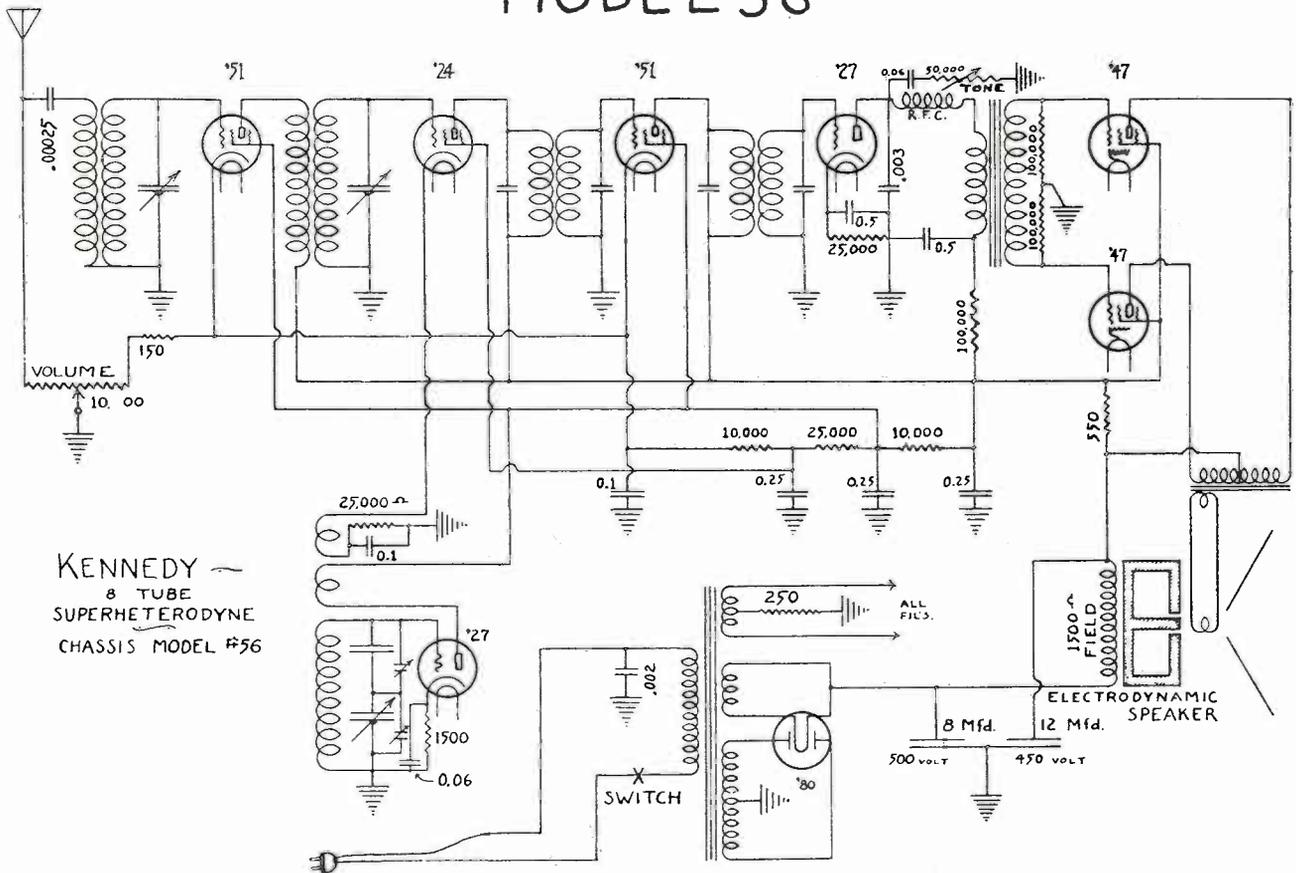 MODEL 56
'51
'24
'51
'27
0.06
50,000
TONE
'47
R.F.C.
.00025
.003
10,000
10,000
0.5
25,000
0.5
'47
100,000
150
VOLUME
10, 00
550
10,000
25,000
10,000
0.1
0.25
0.25
0.25
25,000 Ω
0.1
KENNEDY
8 TUBE
SUPERHETERODYNE
CHASSIS MODEL #56
250
ALL
FIL'S.
1500 Ω
FIELD
'27
.002
ELECTRODYNAMIC
SPEAKER
1500
8 Mfd.
12 Mfd.
0.06
500 VOLT
450 VOLT
'80
SWITCH